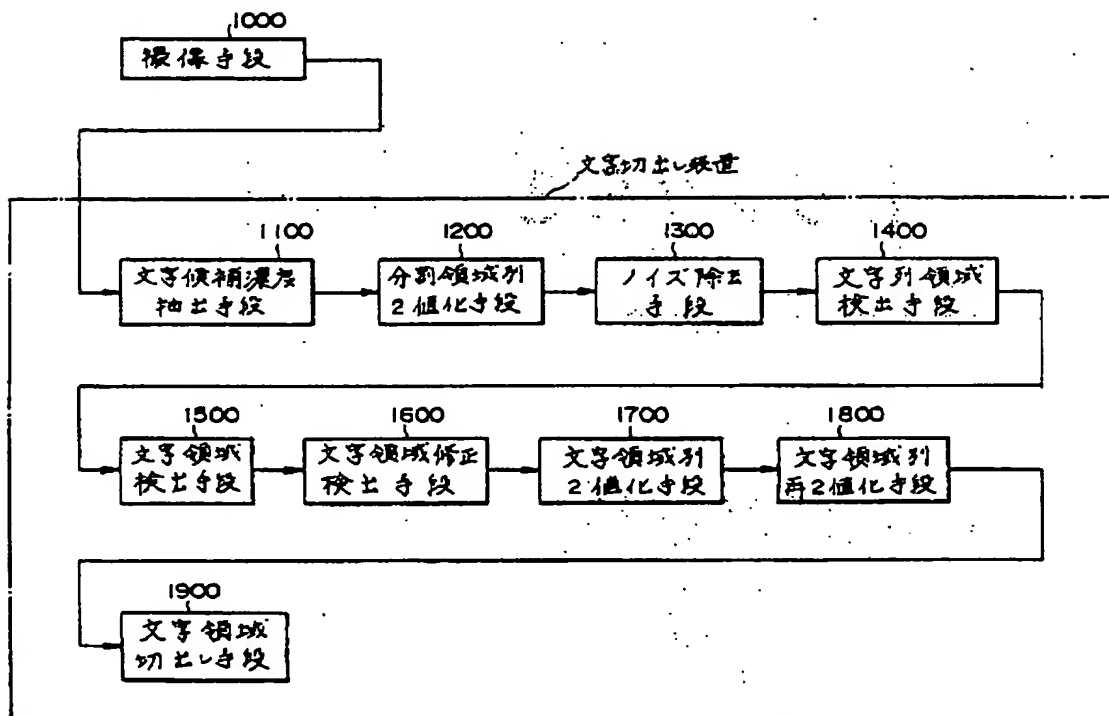 1000
撮像手段
文字切出し装置
1100
文字候補濃度
抽出手段
1200
分割領域別
2値化手段
1300
ノイズ除去
手段
1400
文字列領域
検出手段
1500
文字領域
検出手段
1600
文字領域修正
検出手段
1700
文字領域別
2値化手段
1800
文字領域別
再2値化手段
1900
文字領域
切出し手段